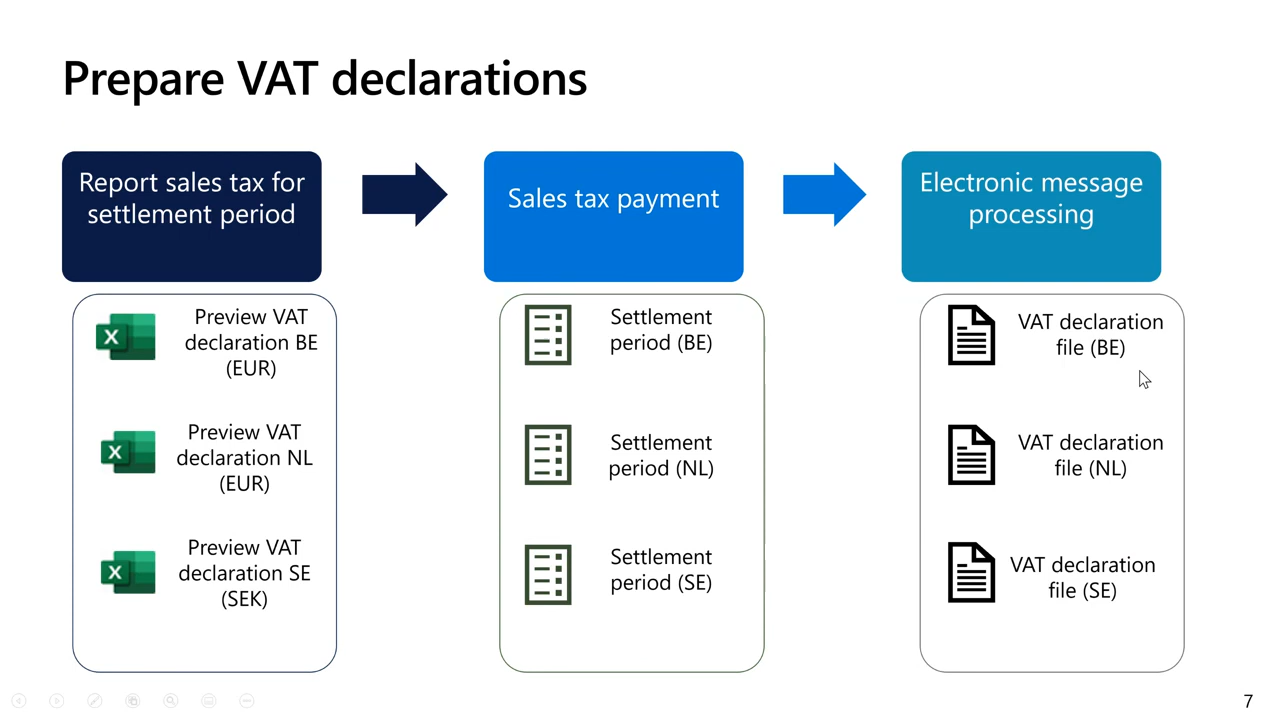 Prepare VAT declarations
Report sales tax for
settlement period
Sales tax payment
Electronic message
processing
Preview VAT
declaration BE
(EUR)
Preview VAT
declaration NL
(EUR)
Preview VAT
declaration SE
(SEK)
Settlement
period (BE)
Settlement
period (NL)
Settlement
period (SE)
VAT declaration
file (BE)
VAT declaration
file (NL)
VAT declaration
file (SE)
7